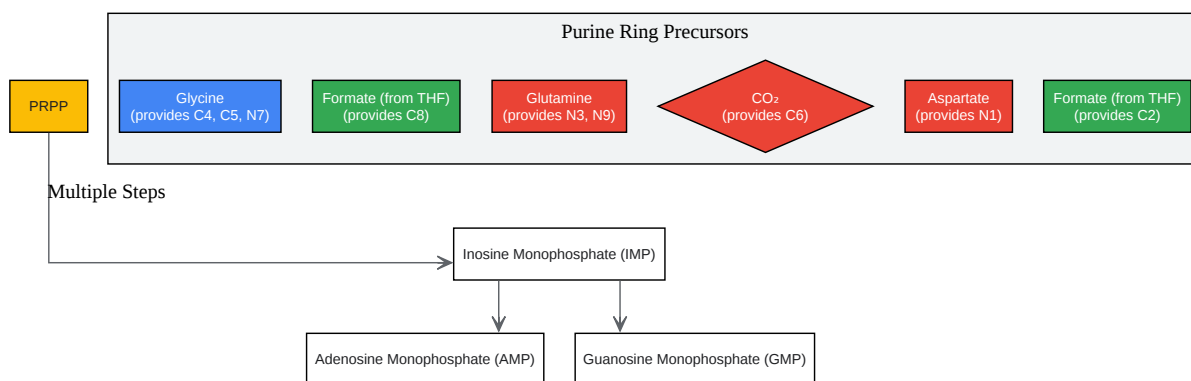 Purine Ring Precursors
PRPP
Glycine
(provides C4, C5, N7)
Formate (from THF)
(provides C8)
Glutamine
(provides N3, N9)
CO₂
(provides C6)
Aspartate
(provides N1)
Formate (from THF)
(provides C2)
Multiple Steps
Inosine Monophosphate (IMP)
Adenosine Monophosphate (AMP)
Guanosine Monophosphate (GMP)